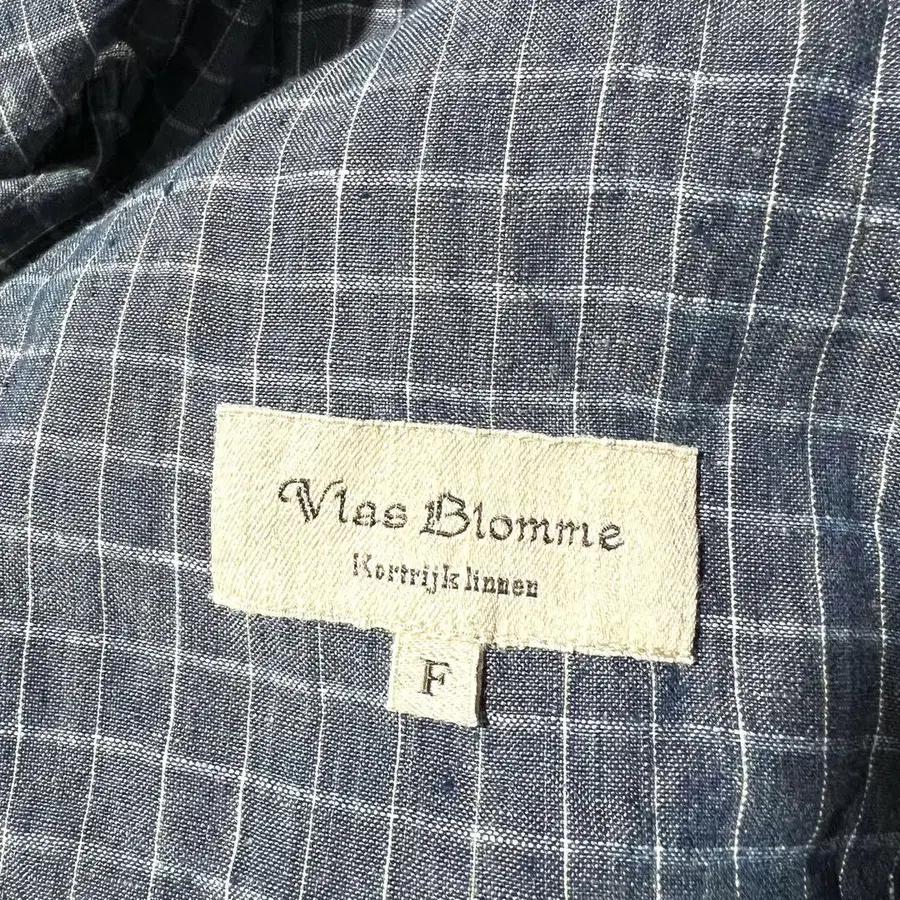 Vlas Blomme
Kortrijk linnen
F